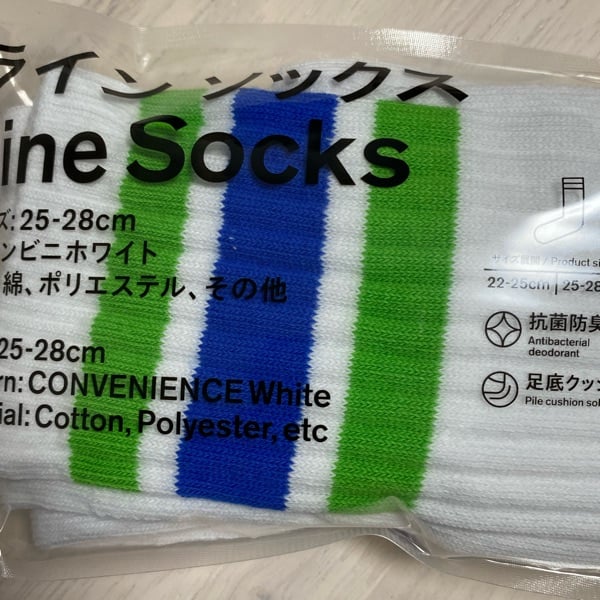 ライン ソックス
ine Socks
ズ: 25-28cm
ンビニホワイト
綿、ポリエステル、その他
25-28cm
rn: CONVENIENCE White
ial: Cotton, Polyester, etc
サイズ展開 / Product si
22-25cm | 25-28
抗菌防臭
Antibacterial
deodorant
足底クッシ
Pile cushion sol